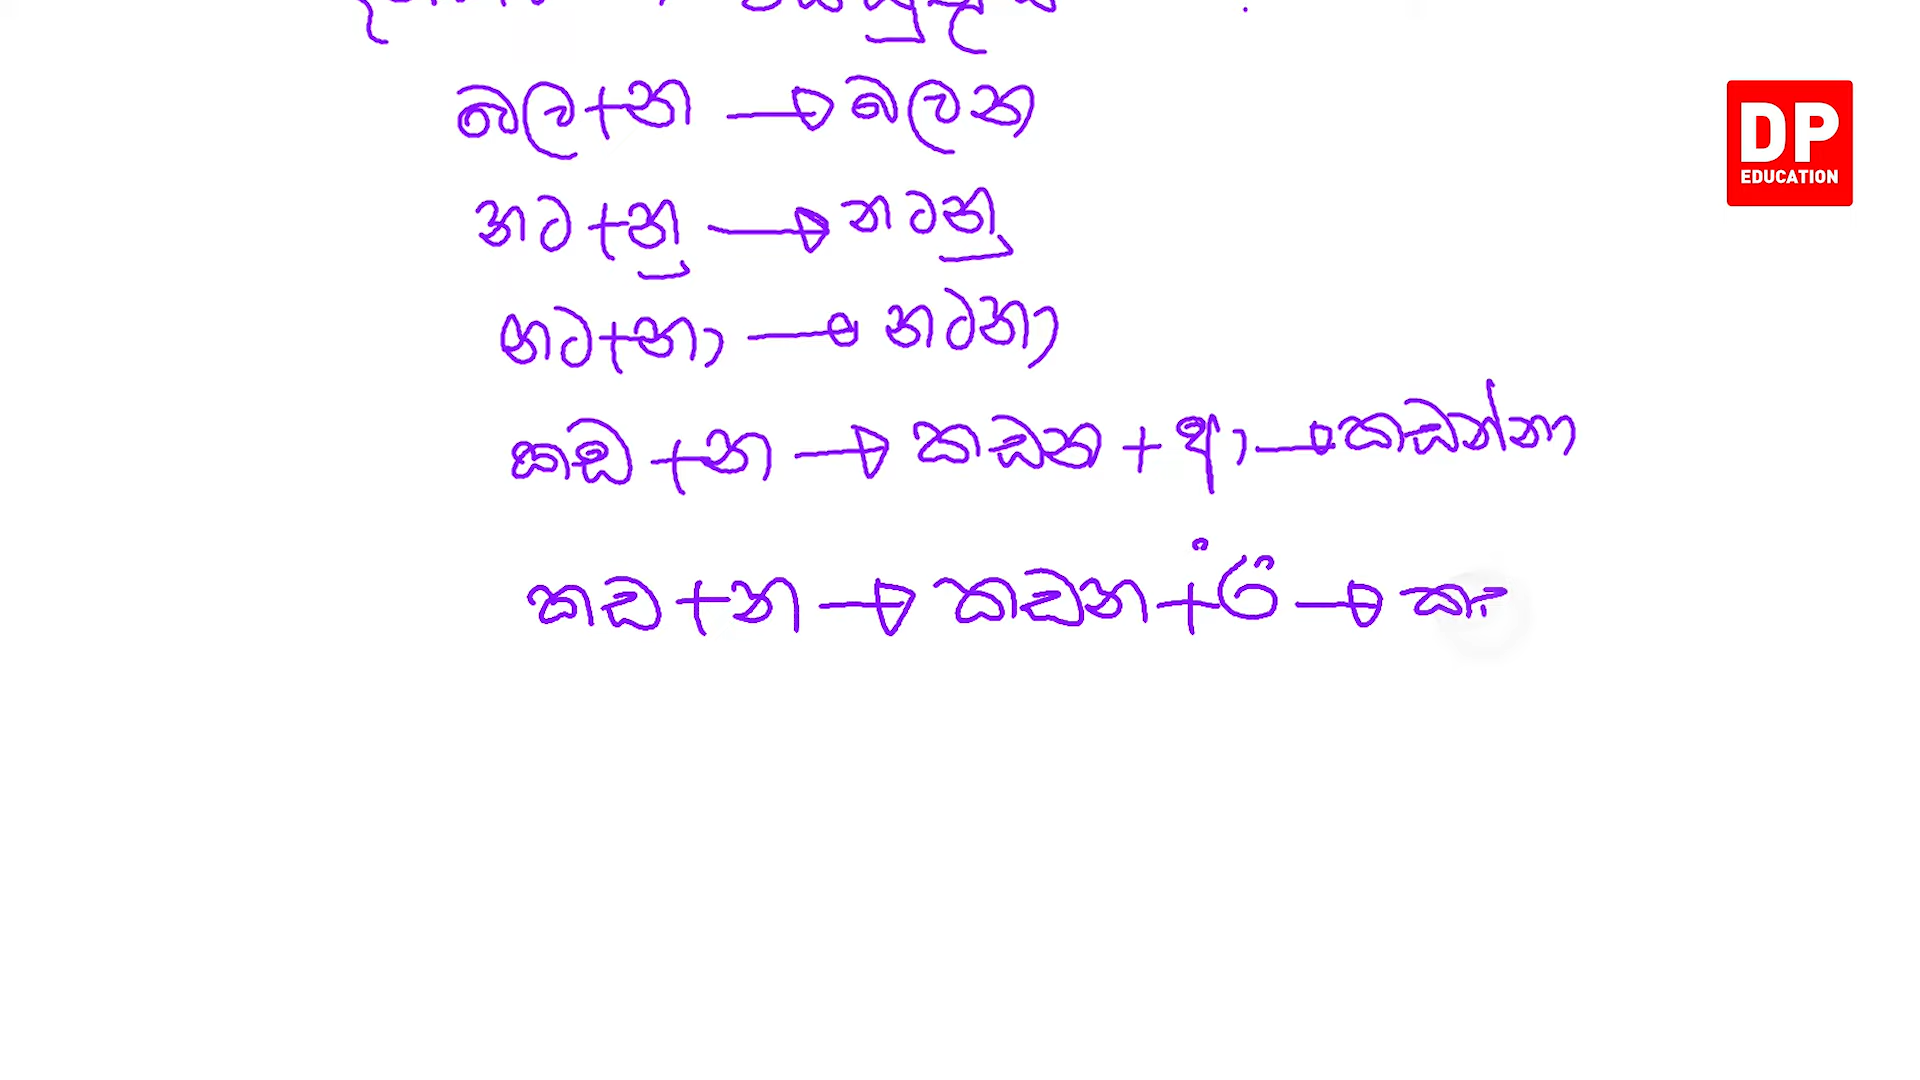 බල+න → බලන
නට+නු → නටනු
නට+නා → නටනා
කඩ+න → කඩන+ආ → කඩන්නා
කඩ+න → කඩන+ඊ → ක
DP
EDUCATION